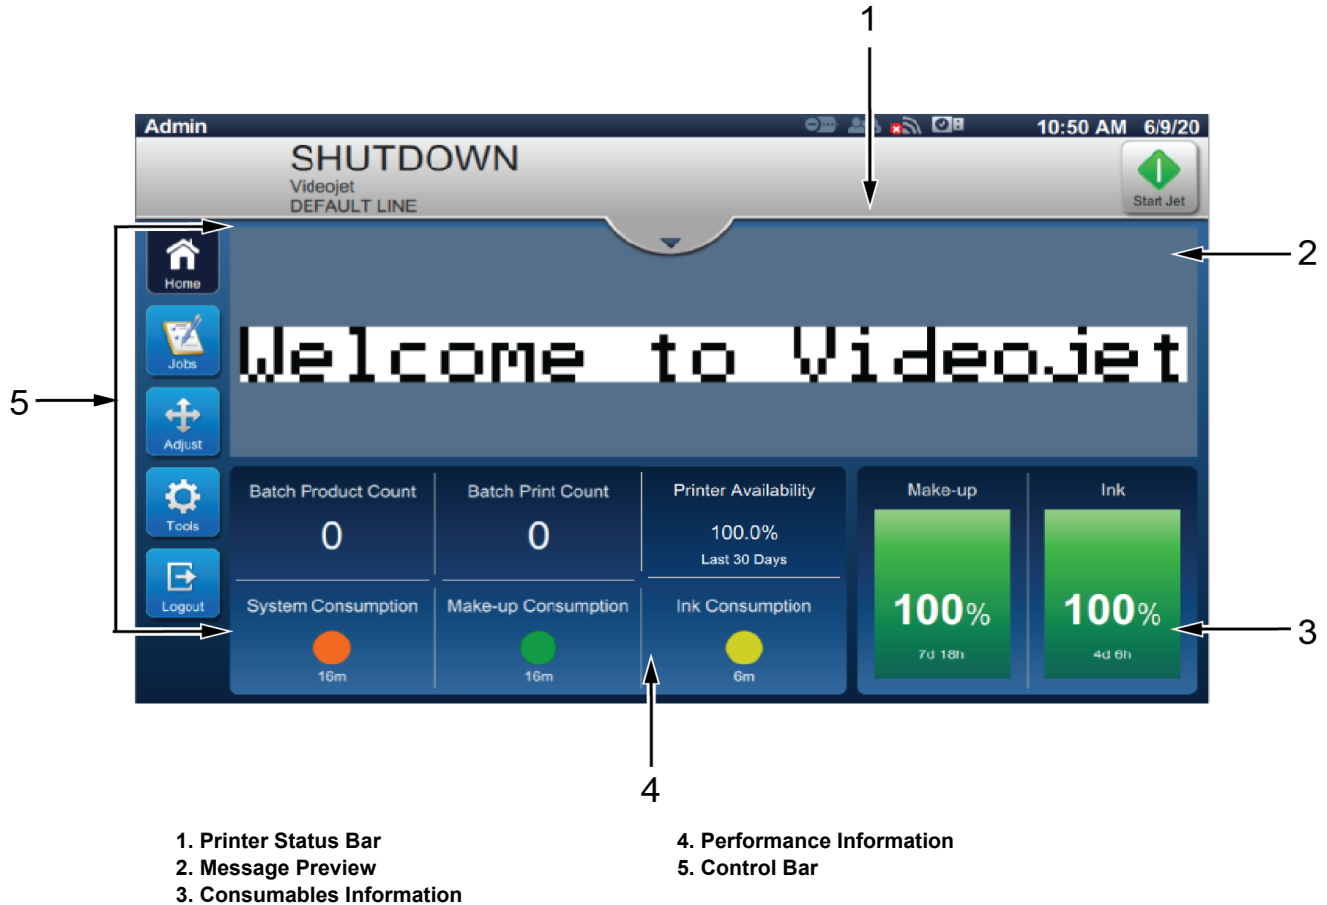 1
Admin
10:50 AM 6/9/20
SHUTDOWN
Videojet
DEFAULT LINE
Start Jet
2
Home
Jobs
Adjust
Tools
Logout
5
Welcome to Videojet
Batch Product Count
0
Batch Print Count
0
Printer Availability
100.0%
Last 30 Days
System Consumption
16m
Make-up Consumption
16m
Ink Consumption
6m
Make-up
100%
7d 18h
Ink
100%
4d 6h
3
4
1. Printer Status Bar
2. Message Preview
3. Consumables Information
4. Performance Information
5. Control Bar